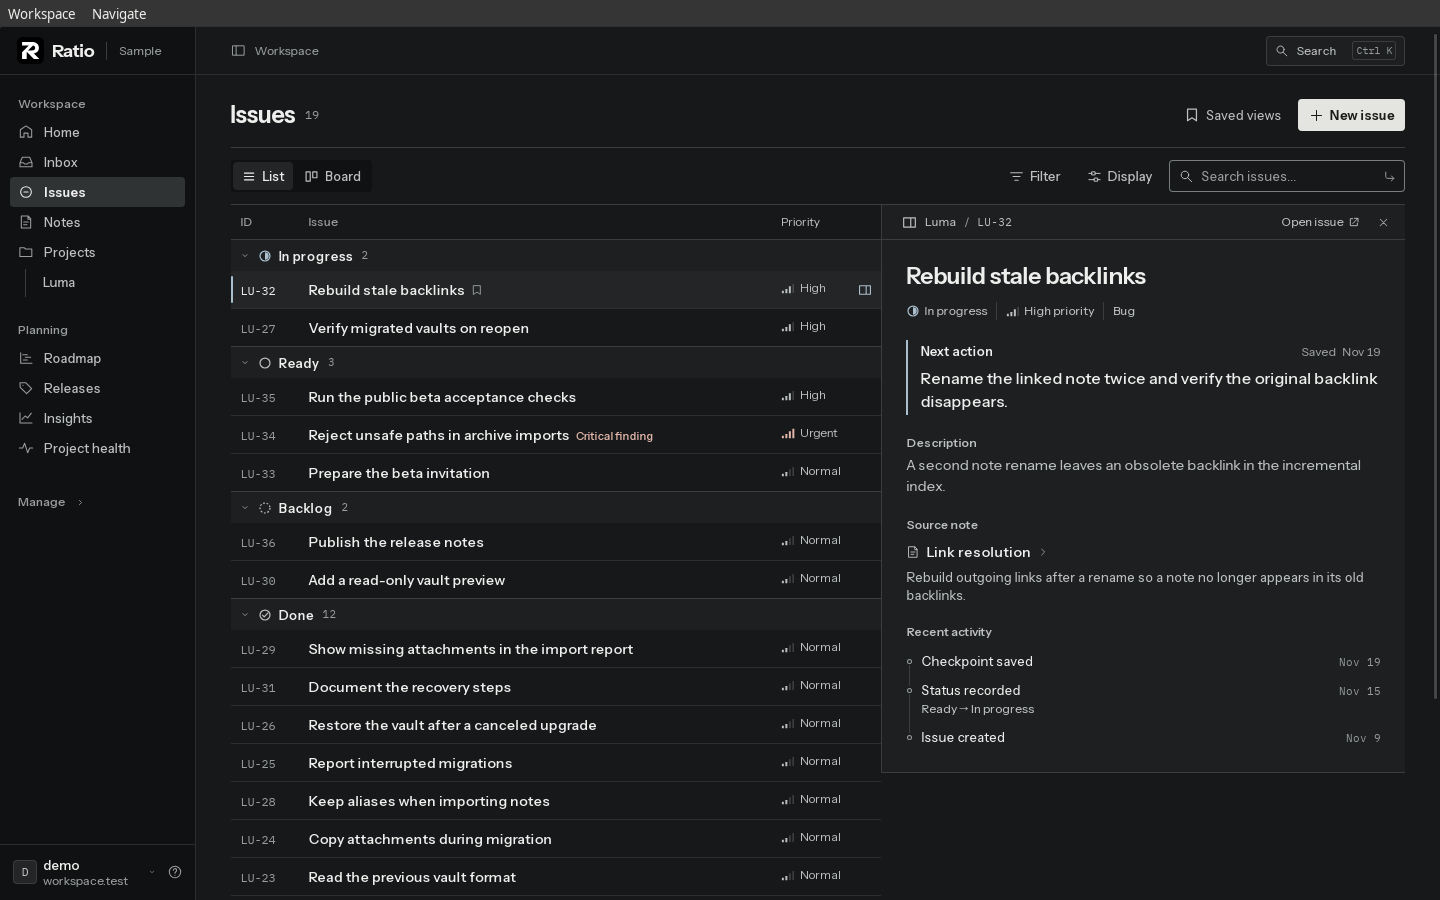 Workspace Navigate
Ratio Sample
Workspace
Search Ctrl K
Workspace
Home
Inbox
Issues
Notes
Projects
Luma
Planning
Roadmap
Releases
Insights
Project health
Manage
D demo
workspace.test
Issues 19
Saved views
New issue
List Board
Filter Display Search issues...
ID Issue Priority
In progress 2
LU-32 Rebuild stale backlinks High
LU-27 Verify migrated vaults on reopen High
Ready 3
LU-35 Run the public beta acceptance checks High
LU-34 Reject unsafe paths in archive imports Critical finding Urgent
LU-33 Prepare the beta invitation Normal
Backlog 2
LU-36 Publish the release notes Normal
LU-30 Add a read-only vault preview Normal
Done 12
LU-29 Show missing attachments in the import report Normal
LU-31 Document the recovery steps Normal
LU-26 Restore the vault after a canceled upgrade Normal
LU-25 Report interrupted migrations Normal
LU-28 Keep aliases when importing notes Normal
LU-24 Copy attachments during migration Normal
LU-23 Read the previous vault format Normal
Luma / LU-32 Open issue
Rebuild stale backlinks
In progress High priority Bug
Next action Saved Nov 19
Rename the linked note twice and verify the original backlink
disappears.
Description
A second note rename leaves an obsolete backlink in the incremental
index.
Source note
Link resolution
Rebuild outgoing links after a rename so a note no longer appears in its old
backlinks.
Recent activity
Checkpoint saved Nov 19
Status recorded Nov 15
Ready → In progress
Issue created Nov 9